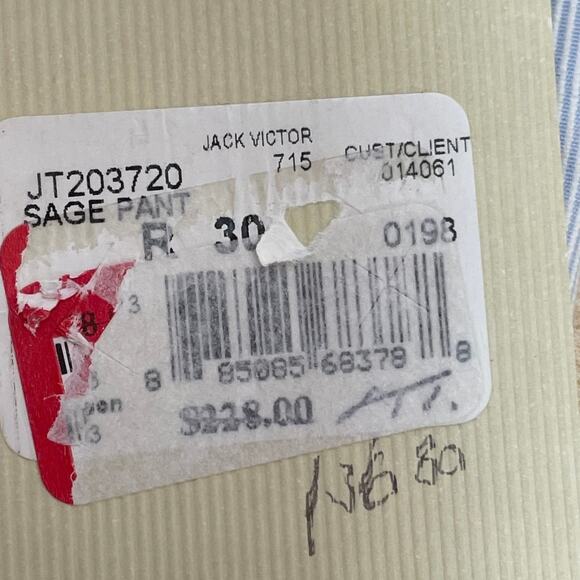 JACK VICTOR
715
CUST/CLIENT
014061
JT203720
SAGE PANT
R 30
0198
8 85085 68378 8
$228.00